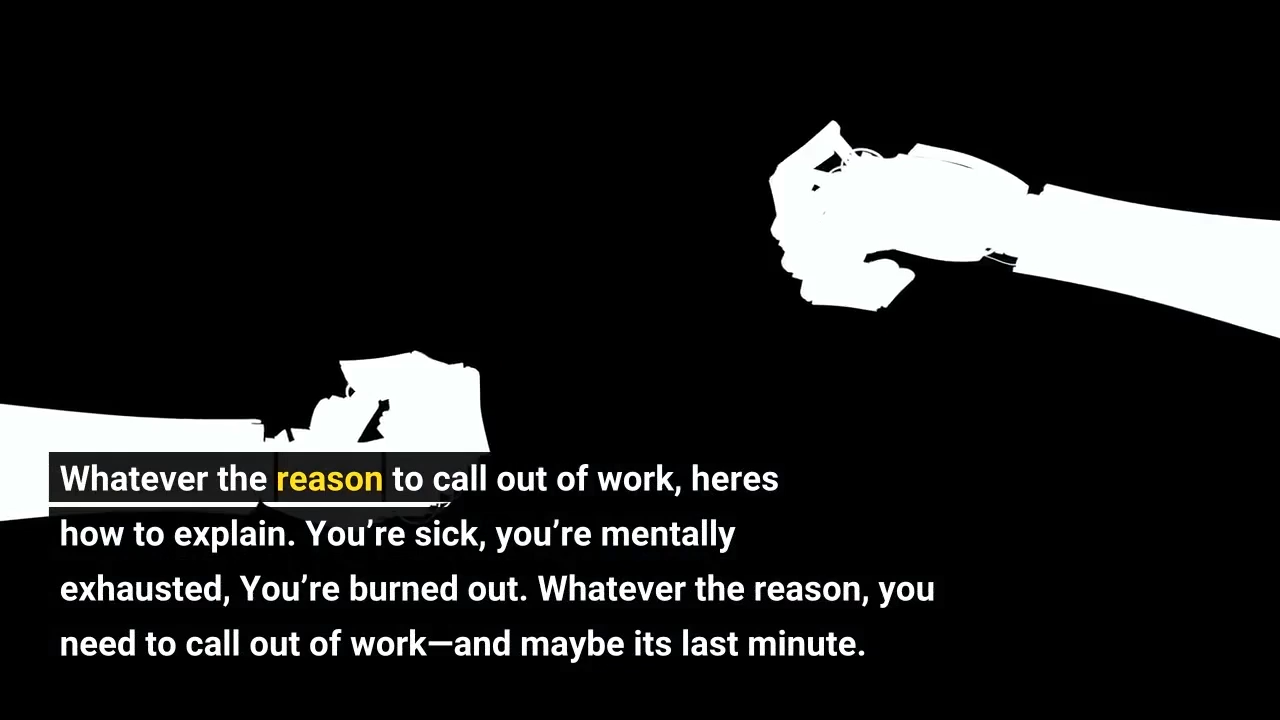 Whatever the reason to call out of work, heres
how to explain. You’re sick, you’re mentally
exhausted, You’re burned out. Whatever the reason, you
need to call out of work—and maybe its last minute.